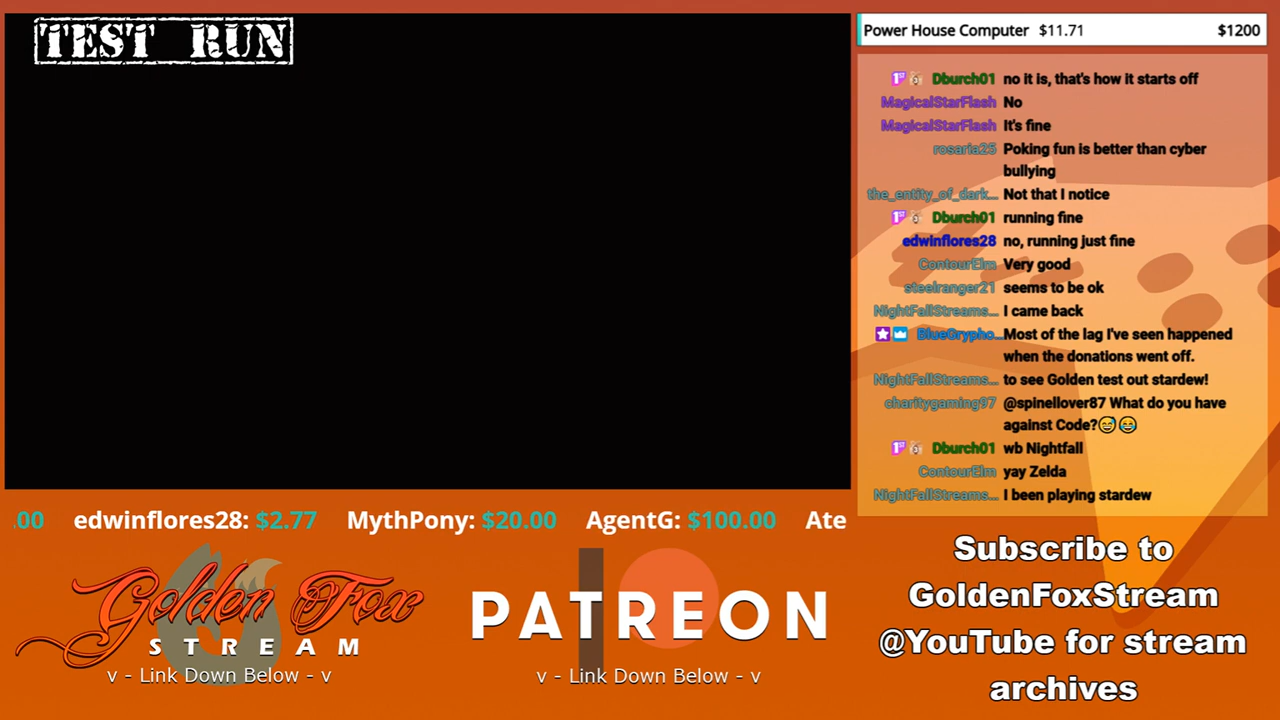 TEST RUN
Power House Computer $11.71 $1200
Dburch01 no it is, that's how it starts off
MagicalStarFlash No
MagicalStarFlash It's fine
rosaria25 Poking fun is better than cyber
bullying
the_entity_of_dark... Not that I notice
Dburch01 running fine
edwinflores28 no, running just fine
ContourElm Very good
steelranger21 seems to be ok
NightFallStreams... I came back
BlueGrypho... Most of the lag I've seen happened
when the donations went off.
NightFallStreams... to see Golden test out stardew!
charitygaming97 @spinellover87 What do you have
against Code?😅😂
Dburch01 wb Nightfall
ContourElm yay Zelda
NightFallStreams... I been playing stardew
.00 edwinflores28: $2.77 MythPony: $20.00 AgentG: $100.00 Ate
Golden Fox
STREAM
v - Link Down Below - v
PATREON
v - Link Down Below - v
Subscribe to
GoldenFoxStream
@YouTube for stream
archives